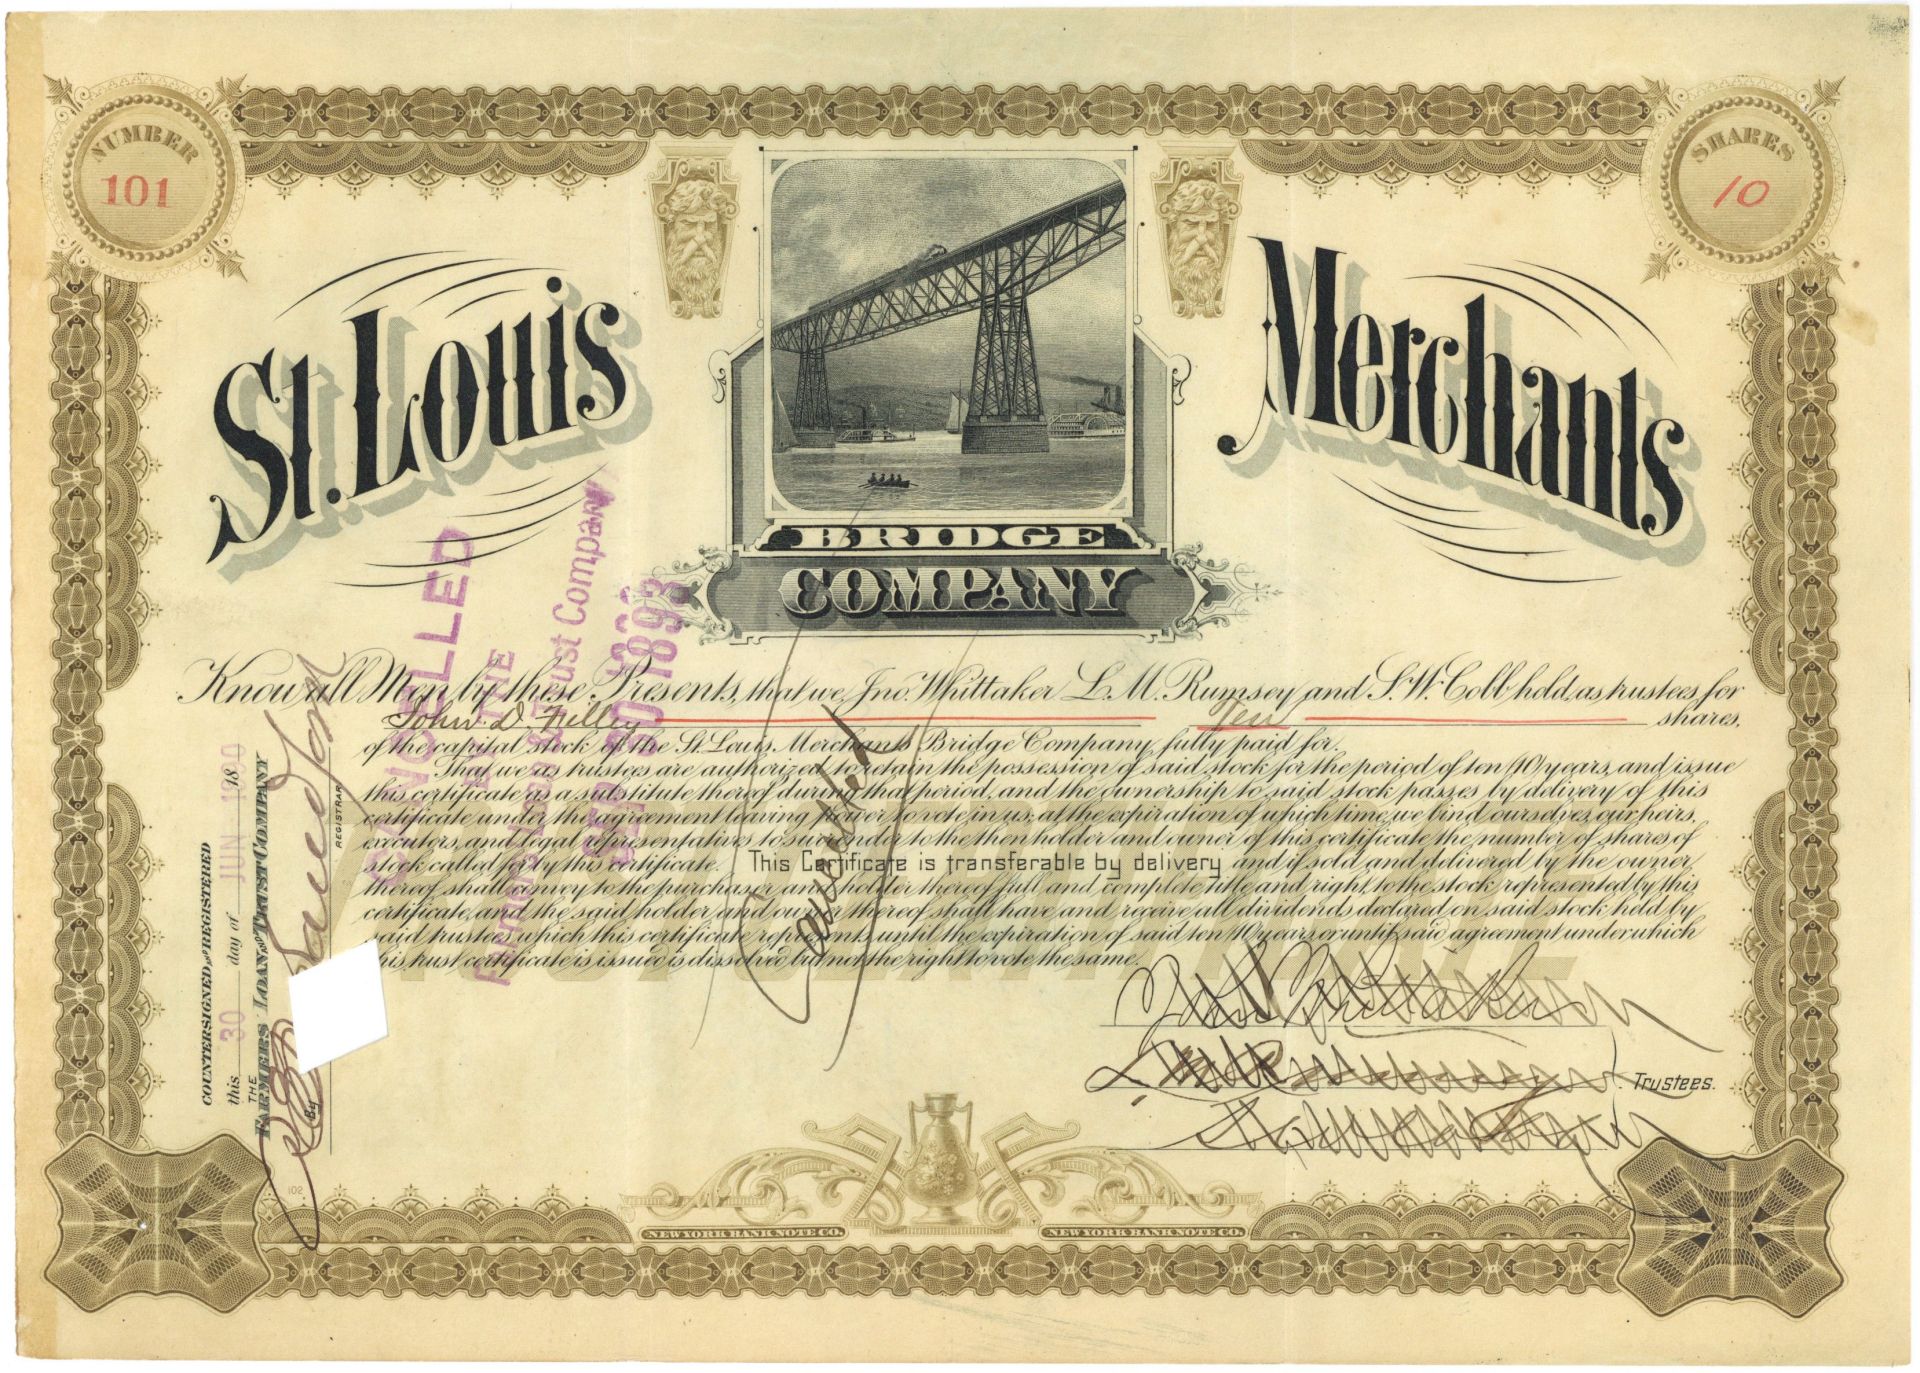 NUMBER
101
SHARES
10
St. Louis
Merchants
BRIDGE
COMPANY
Know all Men by these Presents, that we, Jno. Whittaker L. M. Rumsey and S. W. Cobb hold, as trustees for
John D. Filley Ten shares,
of the capital stock of the St. Louis Merchants Bridge Company, fully paid for.
That we as trustees are authorized to retain the possession of said stock for the period of ten (10) years, and issue
this certificate as a substitute thereof during that period, and the ownership to said stock passes by delivery of this
certificate under the agreement leaving power to vote in us; at the expiration of which time, we bind ourselves, our heirs,
executors, and legal representatives to surrender to the then holder and owner of this certificate the number of shares of
stock called for by this certificate. This Certificate is transferable by delivery, and if sold and delivered by the owner,
thereof shall convey to the purchaser and holder thereof full and complete title and right, to the stock represented by this
certificate, and the said holder and owner thereof shall have and receive all dividends declared on said stock held by
said trustees which this certificate represents until the expiration of said ten (10) years or until said agreement under which
this trust certificate is issued is dissolved but not the right to vote the same.
Trustees.
COUNTERSIGNED AND REGISTERED
this 30 day of JUN 1890 18
THE
FARMERS LOAN AND TRUST COMPANY
By
REGISTRAR
CANCELLED
THE
Trust Company
1893
Cancelled
102
NEW YORK BANK NOTE CO.
NEW YORK BANK NOTE CO.